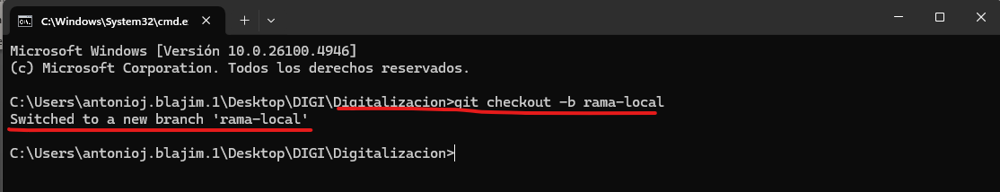 C:\Windows\System32\cmd.e
Microsoft Windows [Versión 10.0.26100.4946]
(c) Microsoft Corporation. Todos los derechos reservados.
C:\Users\antonioj.blajim.1\Desktop\DIGI\Digitalizacion>git checkout -b rama-local
Switched to a new branch 'rama-local'
C:\Users\antonioj.blajim.1\Desktop\DIGI\Digitalizacion>